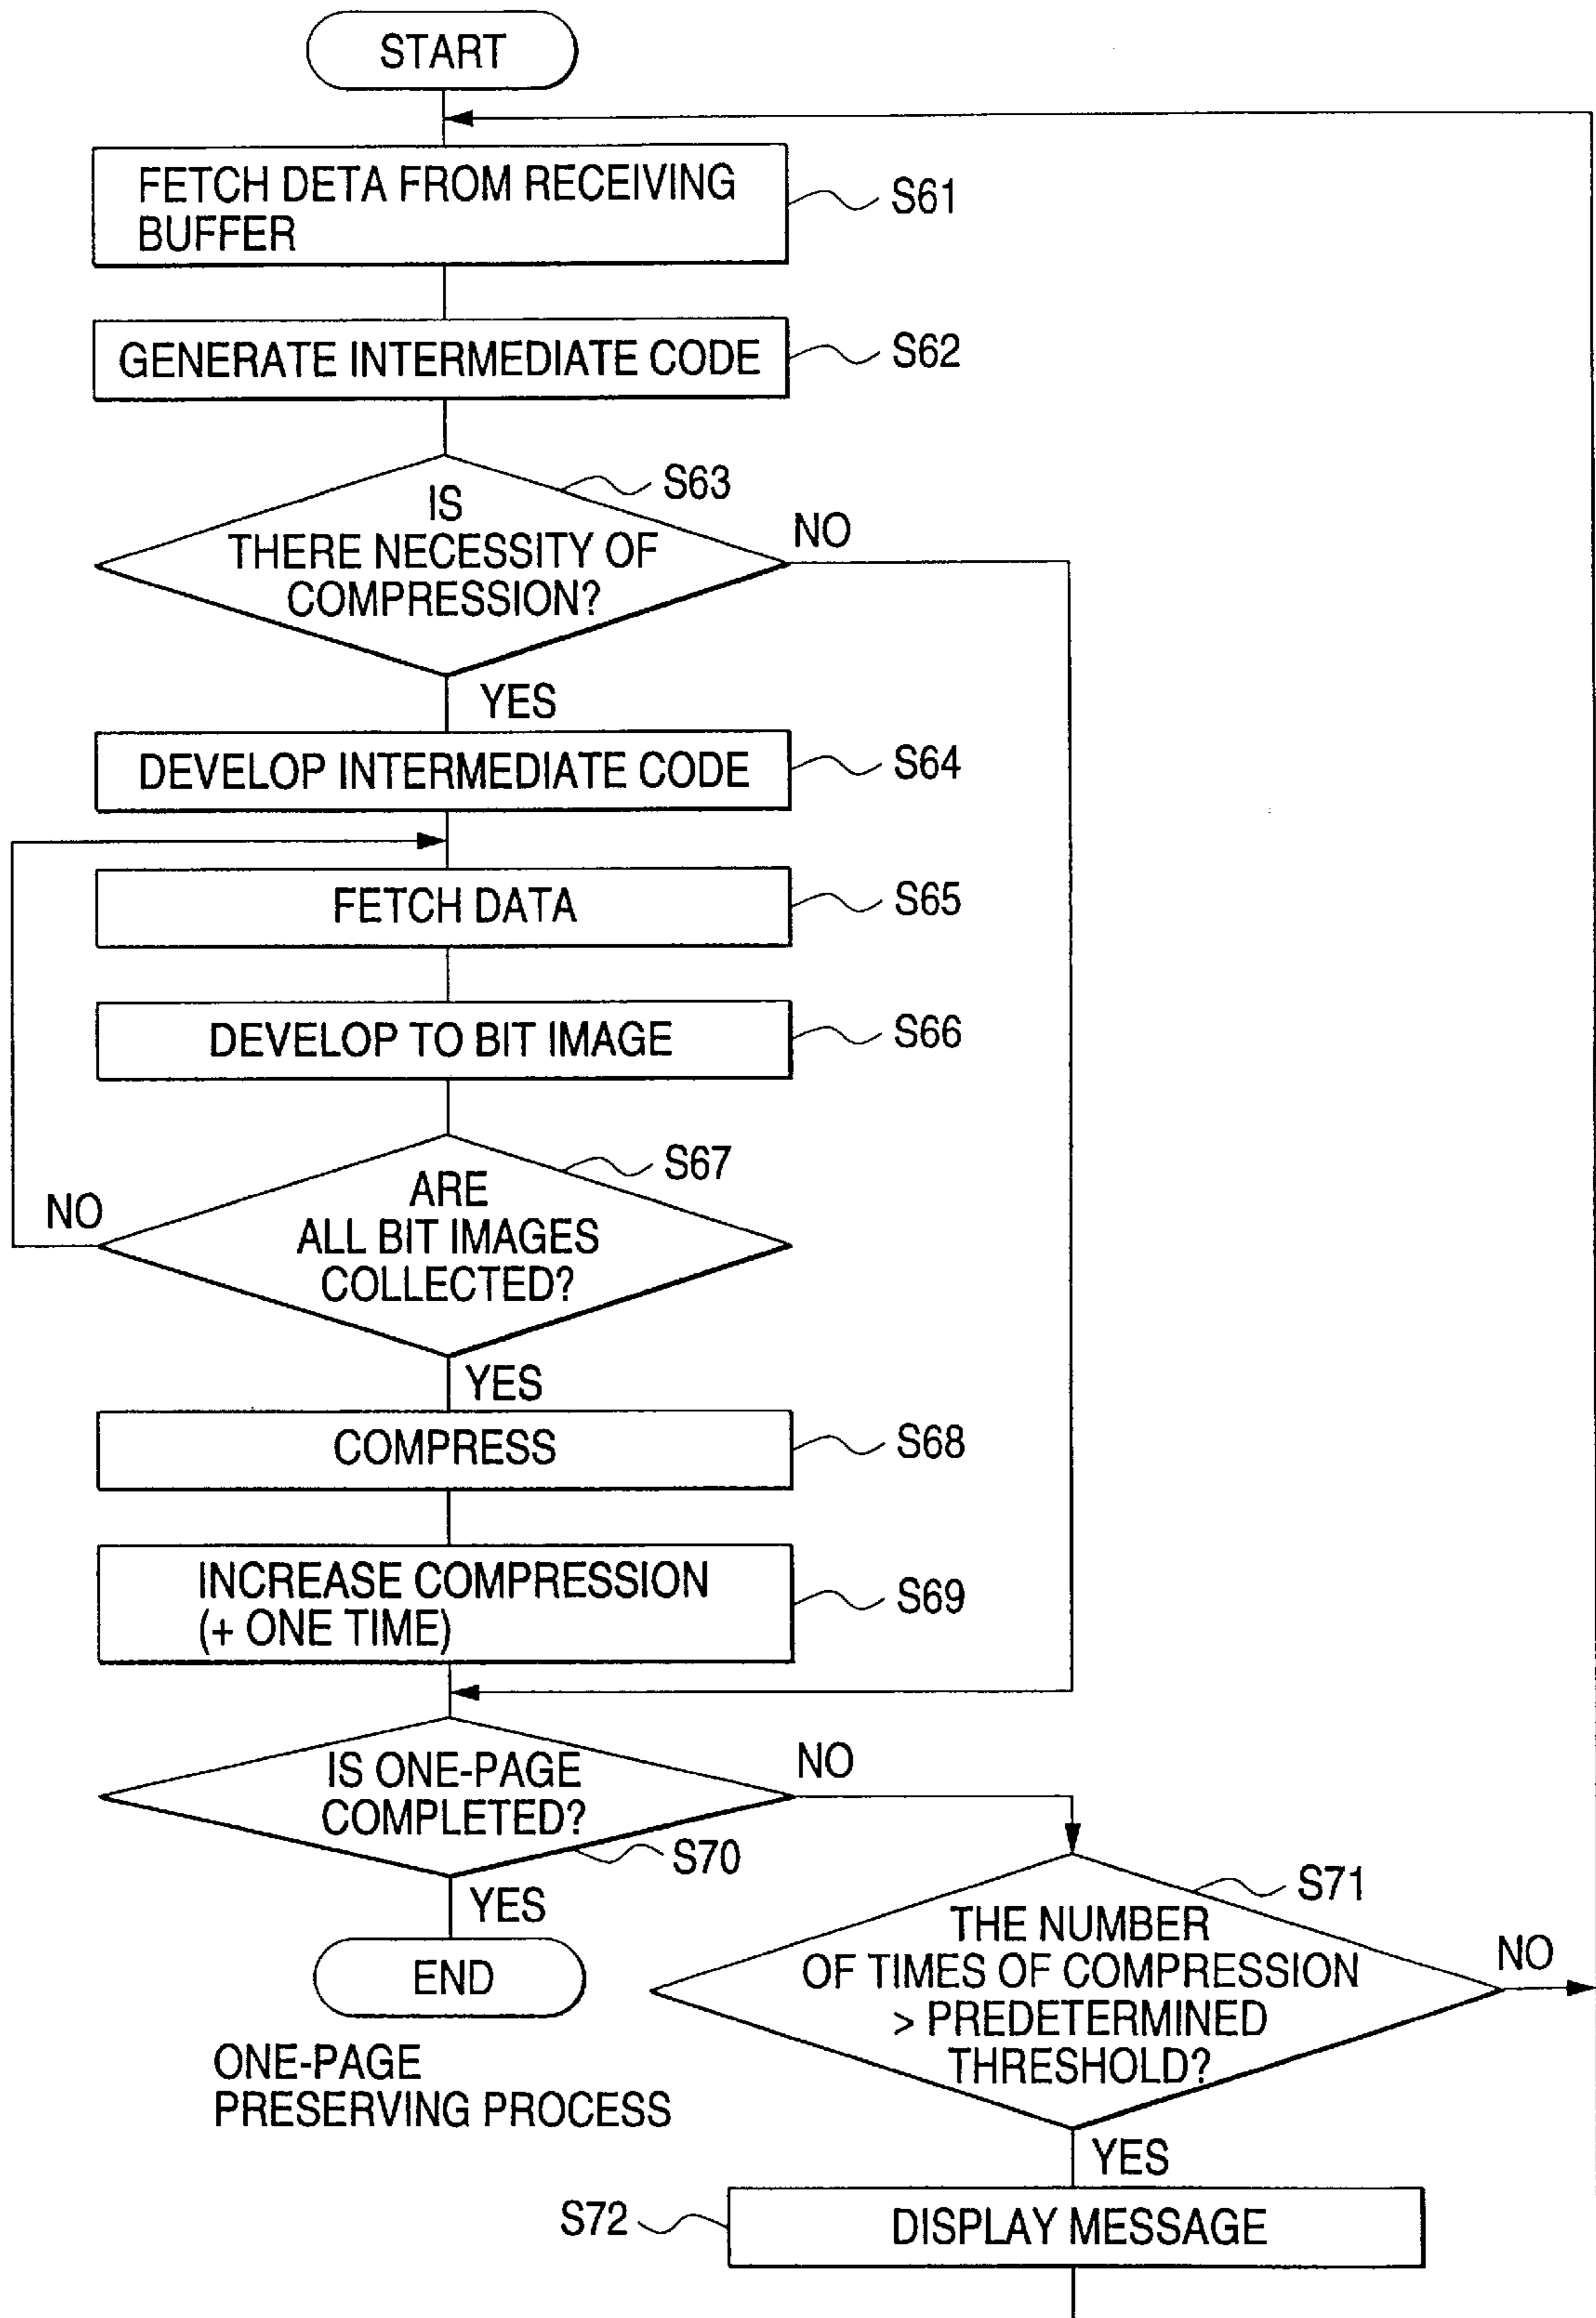 START
FETCH DETA FROM RECEIVING
BUFFER
S61
GENERATE INTERMEDIATE CODE
S62
S63
IS
THERE NECESSITY OF
COMPRESSION?
NO
YES
DEVELOP INTERMEDIATE CODE
S64
FETCH DATA
S65
DEVELOP TO BIT IMAGE
S66
S67
ARE
ALL BIT IMAGES
COLLECTED?
NO
YES
COMPRESS
S68
INCREASE COMPRESSION
(+ ONE TIME)
S69
IS ONE-PAGE
COMPLETED?
NO
S70
YES
END
ONE-PAGE
PRESERVING PROCESS
S71
THE NUMBER
OF TIMES OF COMPRESSION
> PREDETERMINED
THRESHOLD?
NO
YES
S72
DISPLAY MESSAGE